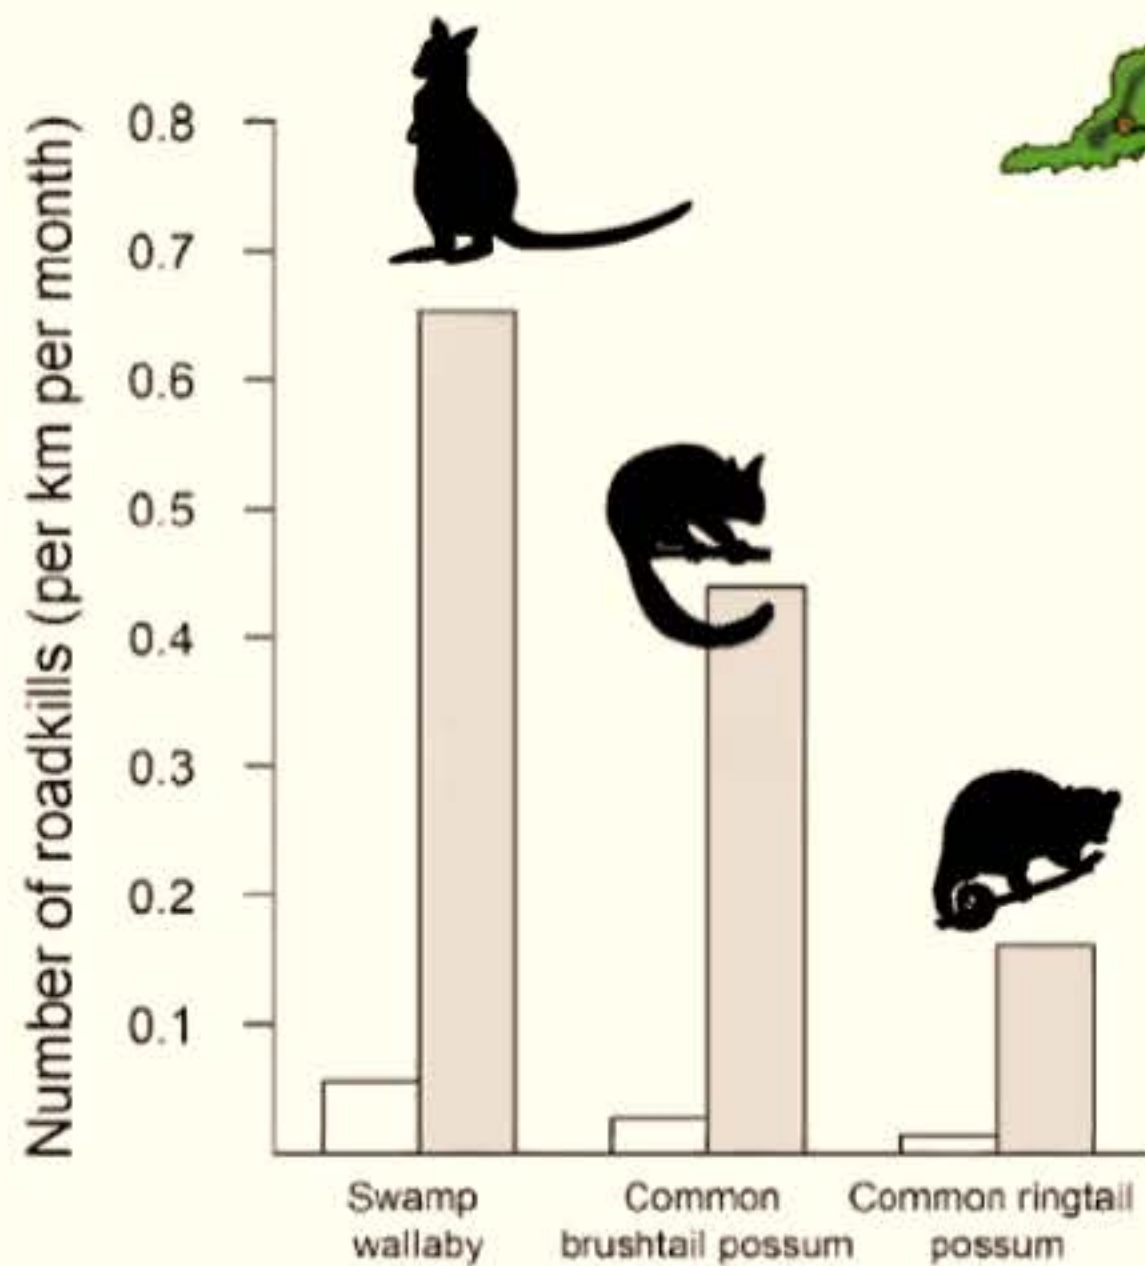 Number of roadkills (per km per month)
0.8
0.7
0.6
0.5
0.4
0.3
0.2
0.1
Swamp
wallaby
Common
brushtail possum
Common ringtail
possum